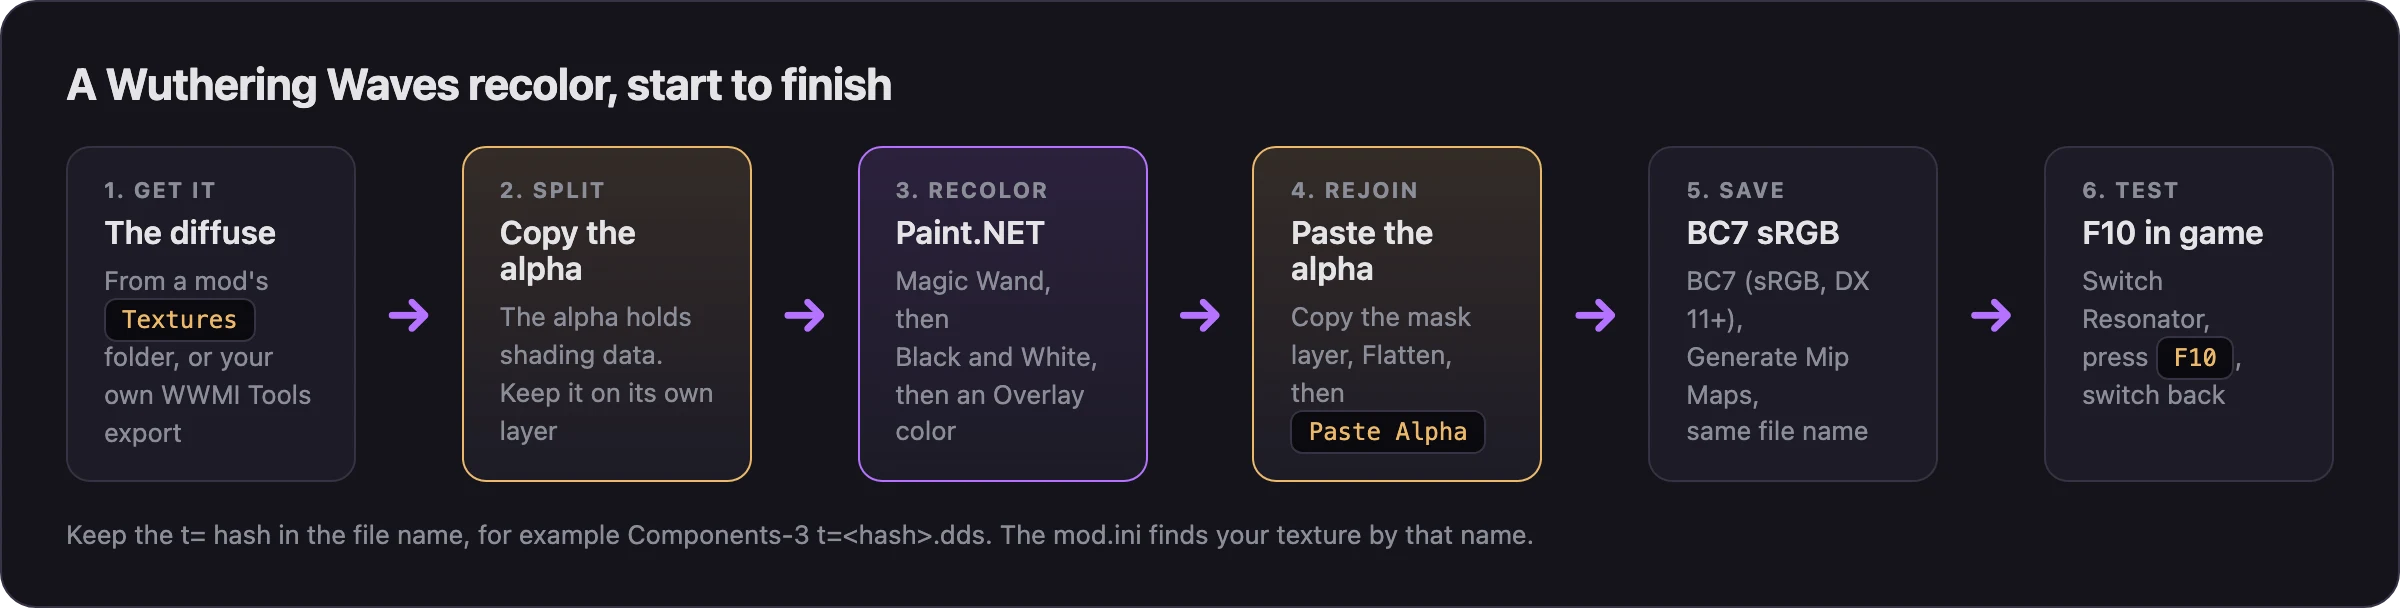 A Wuthering Waves recolor, start to finish
1. GET IT
The diffuse
From a mod's
Textures
folder, or your
own WWMI Tools
export
2. SPLIT
Copy the
alpha
The alpha holds
shading data.
Keep it on its own
layer
3. RECOLOR
Paint.NET
Magic Wand,
then
Black and White,
then an Overlay
color
4. REJOIN
Paste the
alpha
Copy the mask
layer, Flatten,
then
Paste Alpha
5. SAVE
BC7 sRGB
BC7 (sRGB, DX
11+),
Generate Mip
Maps,
same file name
6. TEST
F10 in game
Switch
Resonator,
press F10,
switch back
Keep the t= hash in the file name, for example Components-3 t=<hash>.dds. The mod.ini finds your texture by that name.